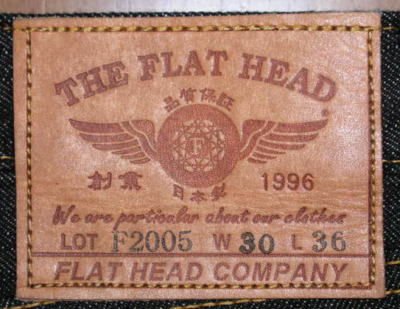 THE FLAT HEAD
品質保証
F
創業 1996
日本製
We are particular about our clothes
LOT F2005 W 30 L 36
FLAT HEAD COMPANY